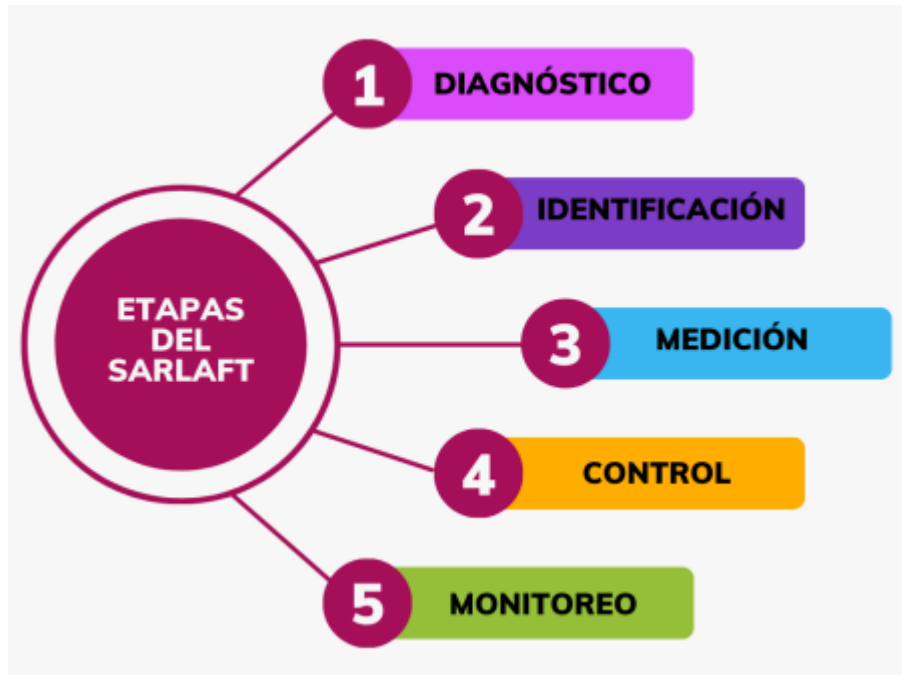 ETAPAS
DEL
SARLAFT
1 DIAGNÓSTICO
2 IDENTIFICACIÓN
3 MEDICIÓN
4 CONTROL
5 MONITOREO